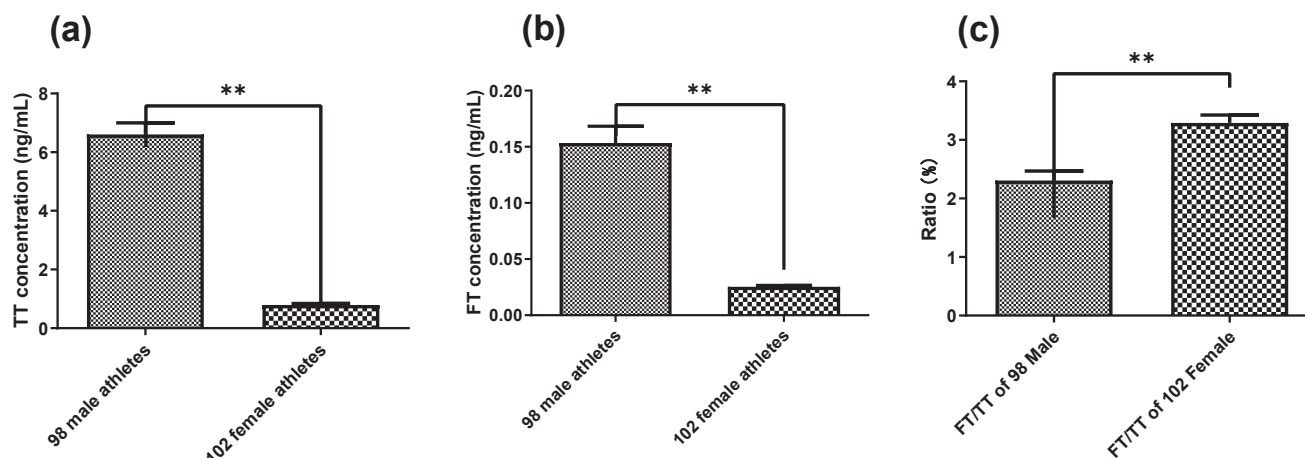 (a)
TT concentration (ng/mL)
8
6
4
2
0
**
98 male athletes
102 female athletes
(b)
FT concentration (ng/mL)
0.20
0.15
0.10
0.05
0.00
**
98 male athletes
102 female athletes
(c)
Ratio (%)
4
3
2
1
0
**
FT/TT of 98 Male
FT/TT of 102 Female